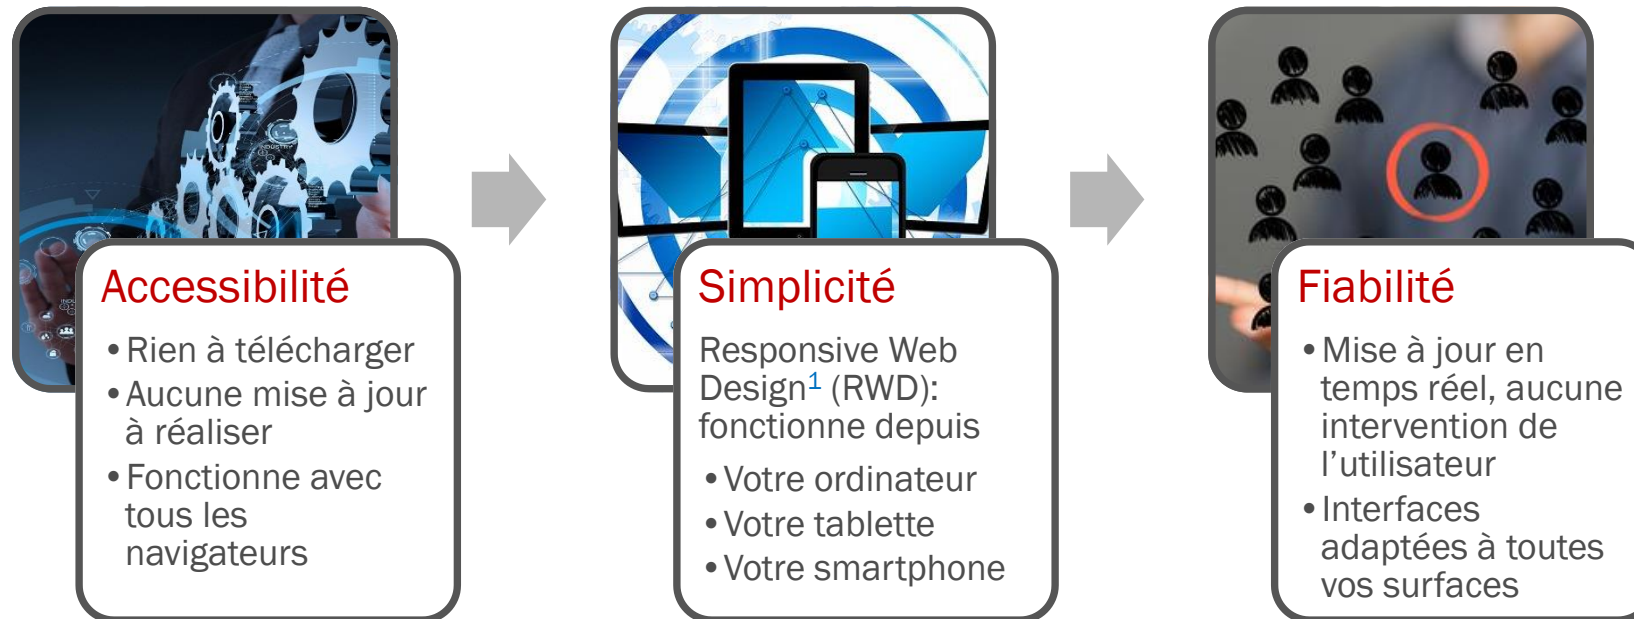 Accessibilité
•Rien à télécharger
•Aucune mise à jour
à réaliser
•Fonctionne avec
tous les
navigateurs
Simplicité
Responsive Web
Design1 (RWD):
fonctionne depuis
•Votre ordinateur
•Votre tablette
•Votre smartphone
Fiabilité
•Mise à jour en
temps réel, aucune
intervention de
l’utilisateur
•Interfaces
adaptées à toutes
vos surfaces